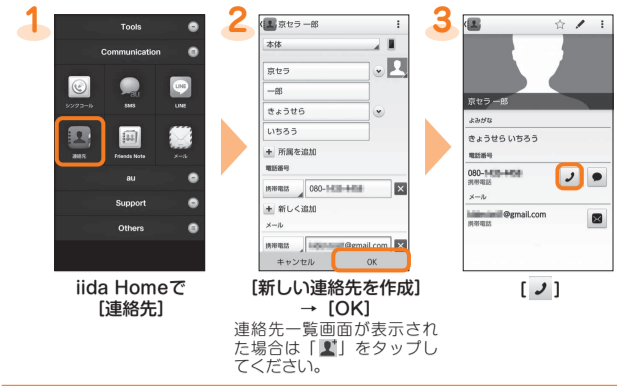 1
Tools
Communication
シンクコール
SMS
LINE
連絡先
Friends Note
メール
au
Support
Others
iida Homeで
[連絡先]
2
京セラ 一郎
本体
京セラ
一郎
きょうせら
いちろう
所属を追加
電話番号
携帯電話
080-
新しく追加
メール
携帯電話
@gmail.com
キャンセル
OK
[新しい連絡先を作成]
→ [OK]
連絡先一覧画面が表示され
た場合は「 」をタップし
てください。
3
京セラ 一郎
よみがな
きょうせら いちろう
電話番号
080-
携帯電話
メール
@gmail.com
携帯電話
[ ]